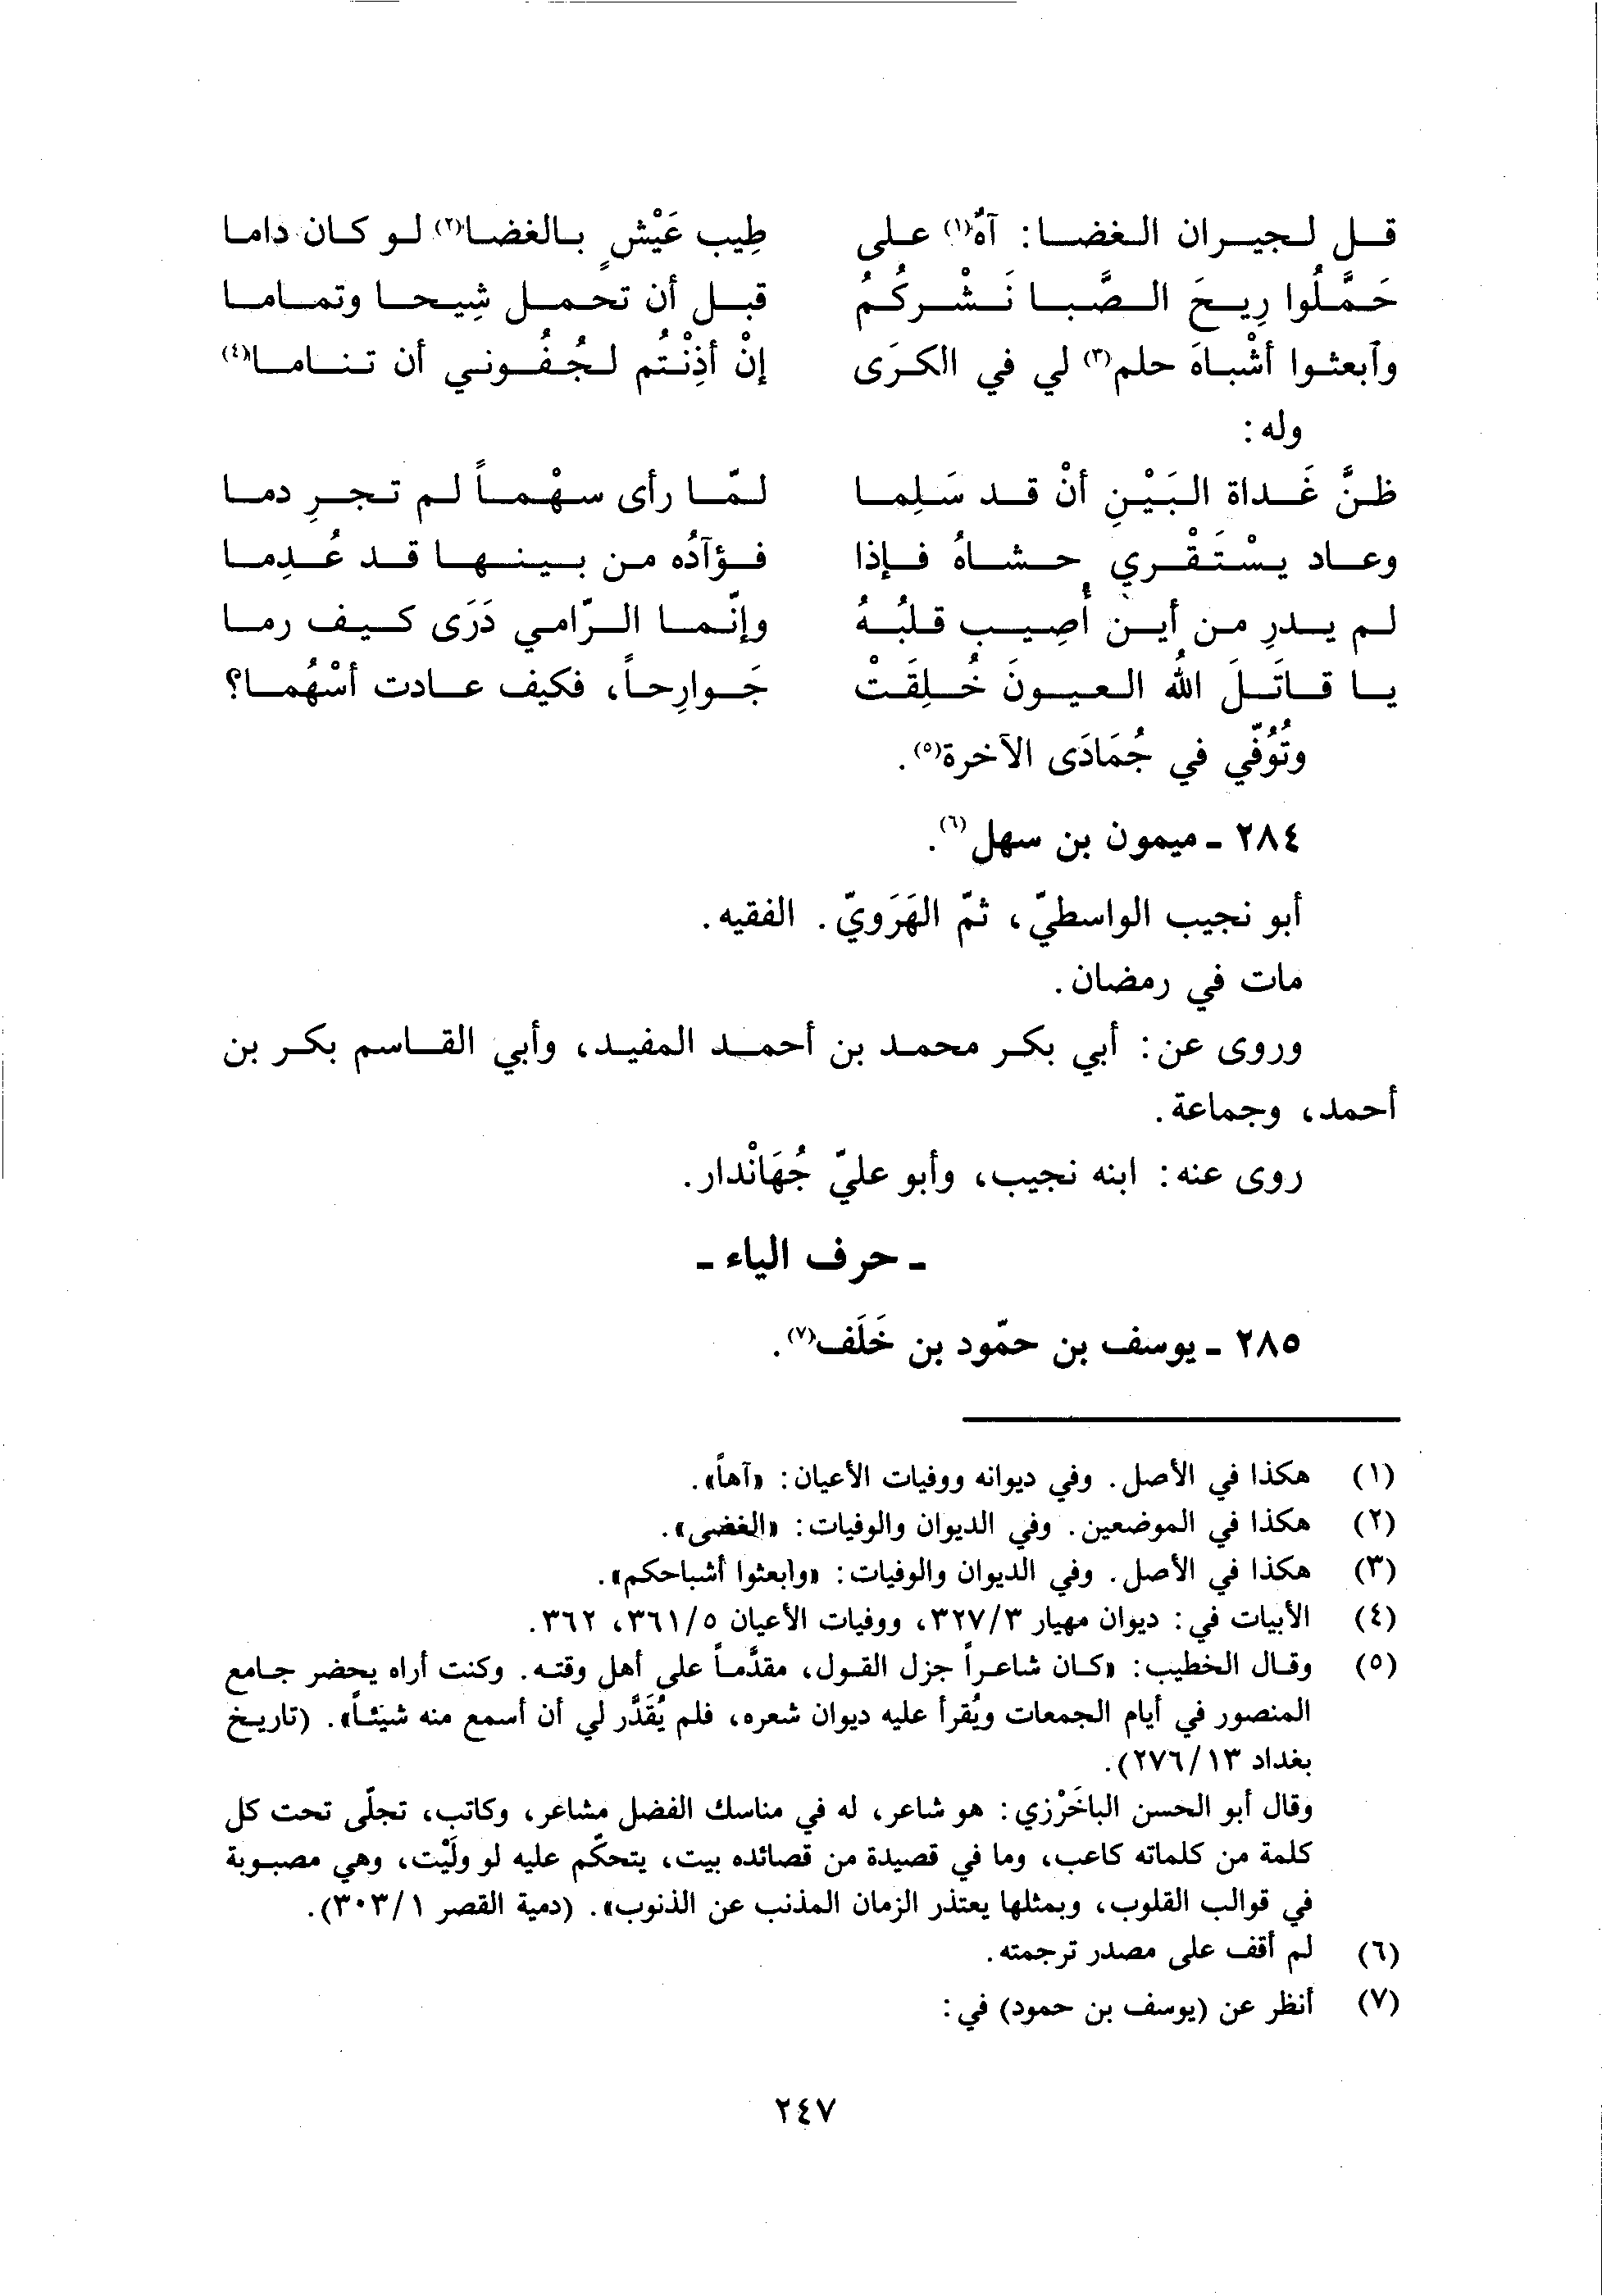 قل لجيران الغضا: آهُ(١) على طِيب عَيْشٍ بالغضا(٢) لو كان داما
حَمِّلُوا رِيحَ الصَّبا نَشْركُمُ قبل أن تحمل شِيحا وتماما
وآبعثوا أشْباهَ حلم(٣) لي في الكرَى إنْ أذِنْتُم لجُفُوني أن تناما(٤)
وله:
ظنَّ غَداة البَيْنِ أنْ قد سَلِما لمّا رأى سهْماً لم تجرِ دما
وعاد يسْتَقْري حشاهُ فإذا فؤآدُه من بينها قد عُدِما
لم يدرِ من أين أُصِيب قلبُهُ وإنّما الرّامي دَرَى كيف رما
يا قاتَلَ اللهُ العيونَ خُلِقَتْ جَوارِحاً، فكيف عادت أسْهُما؟
وتُوُفّي في جُمَادَى الآخرة(٥).
٢٨٤ ـ ميمون بن سهل(٦).
أبو نجيب الواسطيّ، ثمّ الهَرَويّ. الفقيه.
مات في رمضان.
وروى عن: أبي بكر محمد بن أحمد المفيد، وأبي القاسم بكر بن
أحمد، وجماعة.
روى عنه: ابنه نجيب، وأبو عليّ جُهَانْدار.
ـ حرف الياء ـ
٢٨٥ ـ يوسف بن حمّود بن خَلَف(٧).
(١) هكذا في الأصل. وفي ديوانه ووفيات الأعيان: «آهاً».
(٢) هكذا في الموضعين. وفي الديوان والوفيات: «الغضى».
(٣) هكذا في الأصل. وفي الديوان والوفيات: «وابعثوا أشباحكم».
(٤) الأبيات في: ديوان مهيار ٣٢٧/٣، ووفيات الأعيان ٣٦١/٥، ٣٦٢.
(٥) وقال الخطيب: «كان شاعراً جزل القول، مقدَّماً على أهل وقته. وكنت أراه يحضر جامع
المنصور في أيام الجمعات ويُقرأ عليه ديوان شعره، فلم يُقَدَّر لي أن أسمع منه شيئاً». (تاريخ
بغداد ٢٧٦/١٣).
وقال أبو الحسن الباخَرْزي: هو شاعر، له في مناسك الفضل مشاعر، وكاتب، تجلّى تحت كل
كلمة من كلماته كاعب، وما في قصيدة من قصائده بيت، يتحكّم عليه لو ولَيْت، وهي مصبوبة
في قوالب القلوب، وبمثلها يعتذر الزمان المذنب عن الذنوب». (دمية القصر ٣٠٣/١).
(٦) لم أقف على مصدر ترجمته.
(٧) أنظر عن (يوسف بن حمود) في:
٢٤٧